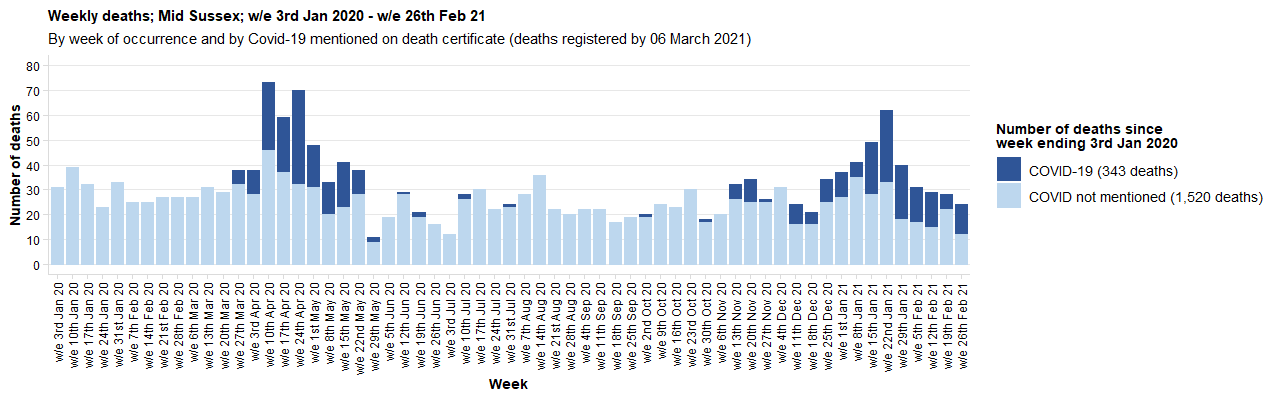 Weekly deaths; Mid Sussex; w/e 3rd Jan 2020 - w/e 26th Feb 21
By week of occurrence and by Covid-19 mentioned on death certificate (deaths registered by 06 March 2021)
Number of deaths
80
70
60
50
40
30
20
10
0
w/e 3rd Jan 20
w/e 10th Jan 20
w/e 17th Jan 20
w/e 24th Jan 20
w/e 31st Jan 20
w/e 7th Feb 20
w/e 14th Feb 20
w/e 21st Feb 20
w/e 28th Feb 20
w/e 6th Mar 20
w/e 13th Mar 20
w/e 20th Mar 20
w/e 27th Mar 20
w/e 3rd Apr 20
w/e 10th Apr 20
w/e 17th Apr 20
w/e 24th Apr 20
w/e 1st May 20
w/e 8th May 20
w/e 15th May 20
w/e 22nd May 20
w/e 29th May 20
w/e 5th Jun 20
w/e 12th Jun 20
w/e 19th Jun 20
w/e 26th Jun 20
w/e 3rd Jul 20
w/e 10th Jul 20
w/e 17th Jul 20
w/e 24th Jul 20
w/e 31st Jul 20
w/e 7th Aug 20
w/e 14th Aug 20
w/e 21st Aug 20
w/e 28th Aug 20
w/e 4th Sep 20
w/e 11th Sep 20
w/e 18th Sep 20
w/e 25th Sep 20
w/e 2nd Oct 20
w/e 9th Oct 20
w/e 16th Oct 20
w/e 23rd Oct 20
w/e 30th Oct 20
w/e 6th Nov 20
w/e 13th Nov 20
w/e 20th Nov 20
w/e 27th Nov 20
w/e 4th Dec 20
w/e 11th Dec 20
w/e 18th Dec 20
w/e 25th Dec 20
w/e 1st Jan 21
w/e 8th Jan 21
w/e 15th Jan 21
w/e 22nd Jan 21
w/e 29th Jan 21
w/e 5th Feb 21
w/e 12th Feb 21
w/e 19th Feb 21
w/e 26th Feb 21
Week
Number of deaths since
week ending 3rd Jan 2020
COVID-19 (343 deaths)
COVID not mentioned (1,520 deaths)